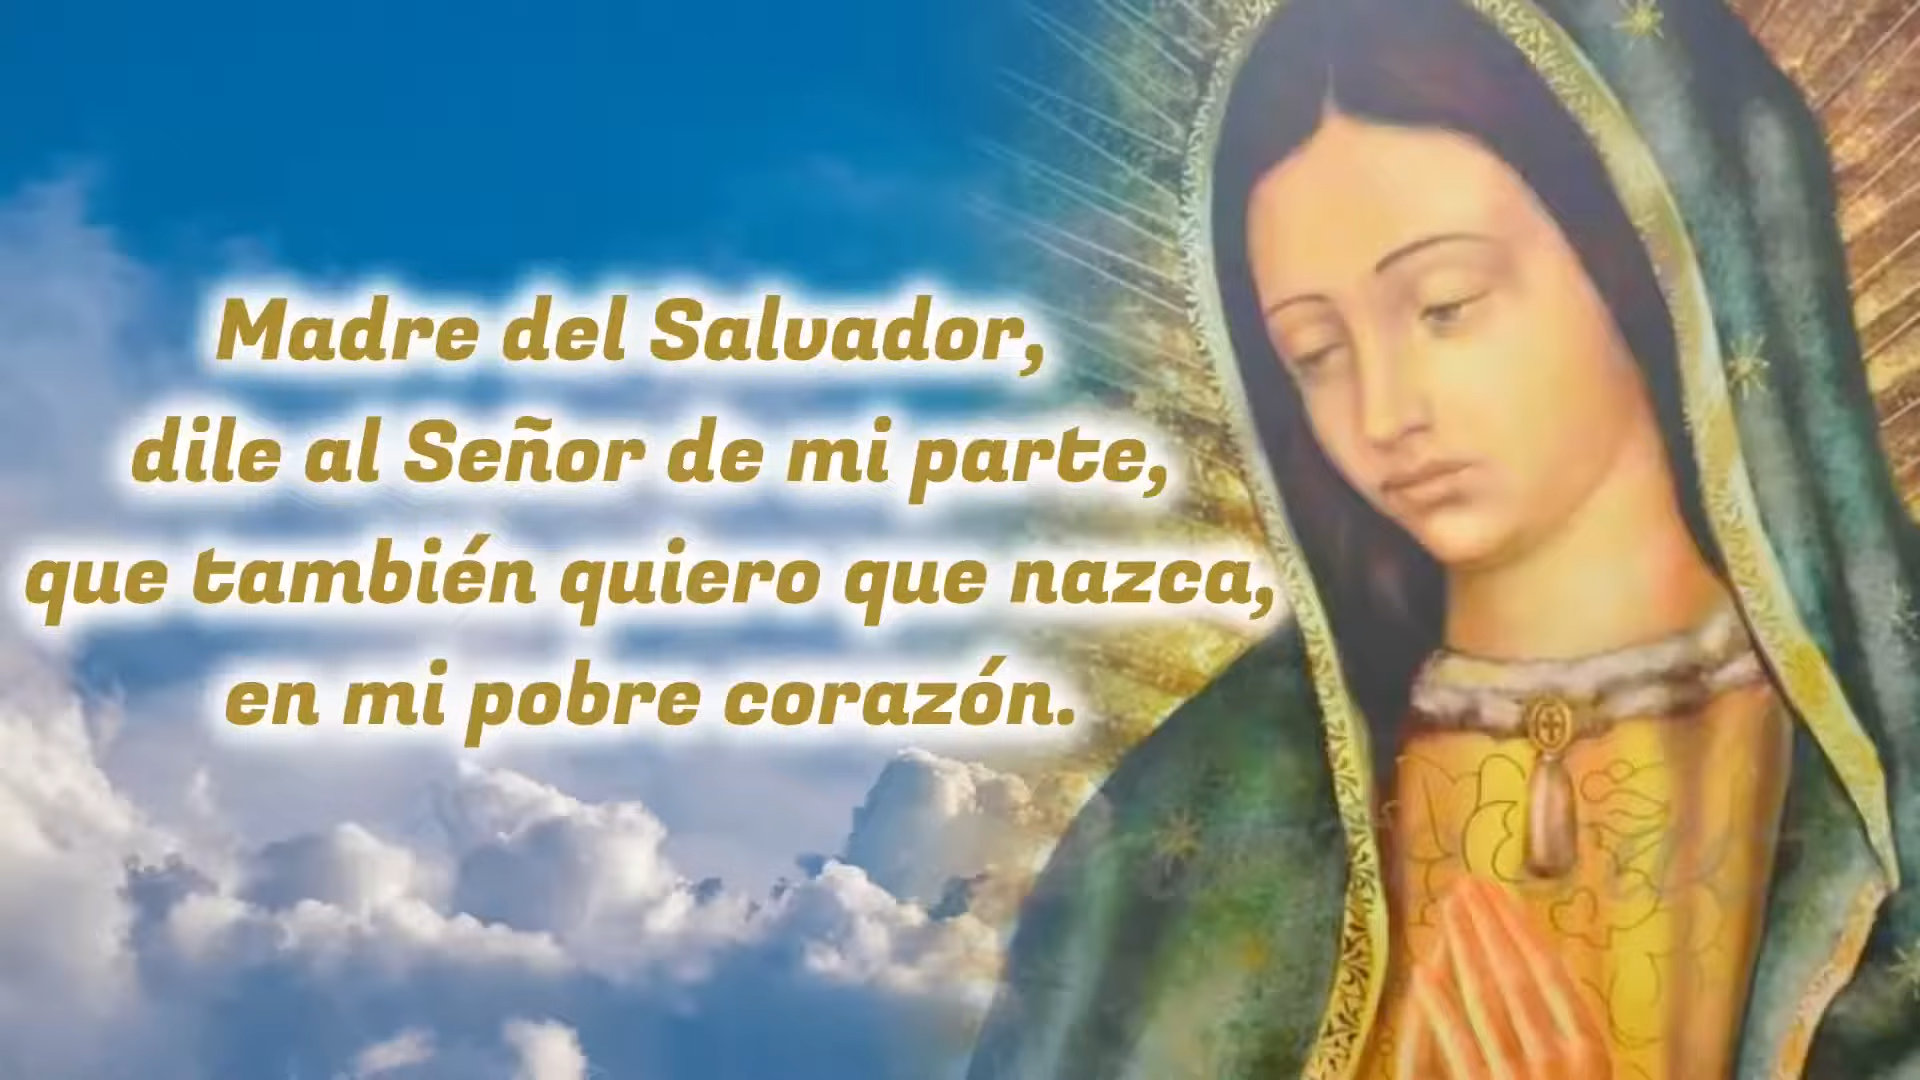 Madre del Salvador,
dile al Señor de mi parte,
que también quiero que nazca,
en mi pobre corazón.